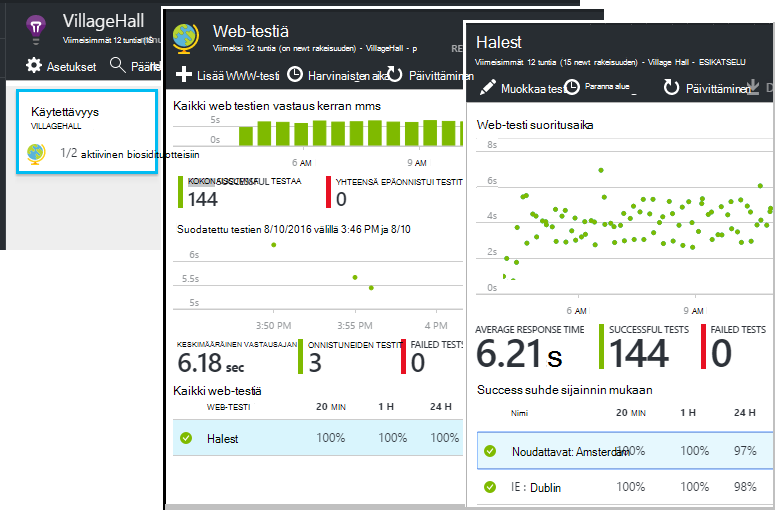 VillageHall
Viimeisimmät 12 tuntia
Asetukset
Käytettävyys
VILLAGEHALL
1/2 aktiivinen biosidituotteisiin
Web-testiä
Viimeksi 12 tuntia (on newt rakeisuuden) - VillageHall - p
Lisää WWW-testi
Harvinaisten aika
Päivittäminen
Kaikki web testien vastaus kerran mms
5s
0s
6 AM
9 AM
SUCCESSFUL TESTAA
144
YHTEENSÄ EPÄONNISTUI TESTIT
0
Suodatettu testien 8/10/2016 välillä 3:46 PM ja 8/10
6s
5.5s
5s
3:50 PM
3:55 PM
4 PM
KESKIMÄÄRÄINEN VASTAUSAJAN
6.18 sec
ONNISTUNEIDEN TESTIT
3
FAILED TESTS
0
Kaikki web-testiä
WEB-TESTI
20 MIN
1 H
24 H
Halest
100%
100%
100%
Halest
Viimeisimmät 12 tuntia (15 newt rakeisuuden) - Village Hall - ESIKATSELU
Muokkaa test
Paranna alue _
Päivittäminen
D
Web-testi suoritusaika
8s
6s
4s
2s
0s
6 AM
9 AM
AVERAGE RESPONSE TIME
6.21 s
SUCCESSFUL TESTS
144
FAILED TESTS
0
Success suhde sijainnin mukaan
Nimi
20 MIN
1 H
24 H
Noudattavat: Amsterdam
100%
100%
97%
IE : Dublin
100%
100%
98%